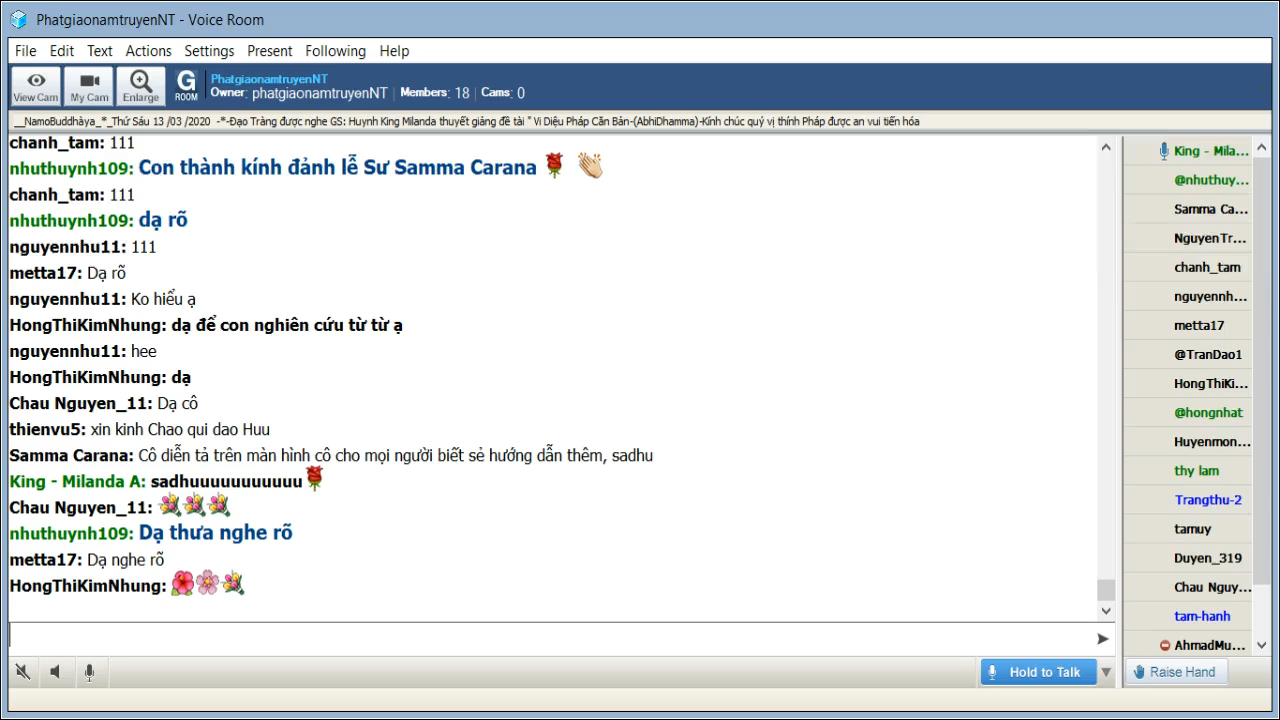 PhatgiaonamtruyenNT - Voice Room
File Edit Text Actions Settings Present Following Help
View Cam My Cam Enlarge G ROOM
PhatgiaonamtruyenNT
Owner: phatgiaonamtruyenNT Members: 18 Cams: 0
__NamoBuddhàya_*_Thứ Sáu 13 /03 /2020 -*-Đạo Tràng được nghe GS: Huynh King Milanda thuyết giảng đề tài " Vi Diệu Pháp Căn Bản-(AbhiDhamma)-Kính chúc quý vị thính Pháp được an vui tiến hóa
chanh_tam: 111
nhuthuynh109: Con thành kính đảnh lễ Sư Samma Carana
chanh_tam: 111
nhuthuynh109: dạ rõ
nguyennhu11: 111
metta17: Dạ rõ
nguyennhu11: Ko hiểu ạ
HongThiKimNhung: dạ để con nghiên cứu từ từ ạ
nguyennhu11: hee
HongThiKimNhung: dạ
Chau Nguyen_11: Dạ cô
thienvu5: xin kinh Chao qui dao Huu
Samma Carana: Cô diễn tả trên màn hình cô cho mọi người biết sẻ hướng dẫn thêm, sadhu
King - Milanda A: sadhuuuuuuuuuuu
Chau Nguyen_11:
nhuthuynh109: Dạ thưa nghe rõ
metta17: Dạ nghe rõ
HongThiKimNhung:
King - Mila...
@nhuthuy...
Samma Ca...
NguyenTr...
chanh_tam
nguyennh...
metta17
@TranDao1
HongThiKi...
@hongnhat
Huyenmon...
thy lam
Trangthu-2
tamuy
Duyen_319
Chau Nguy...
tam-hanh
AhmadMu...
Hold to Talk
Raise Hand